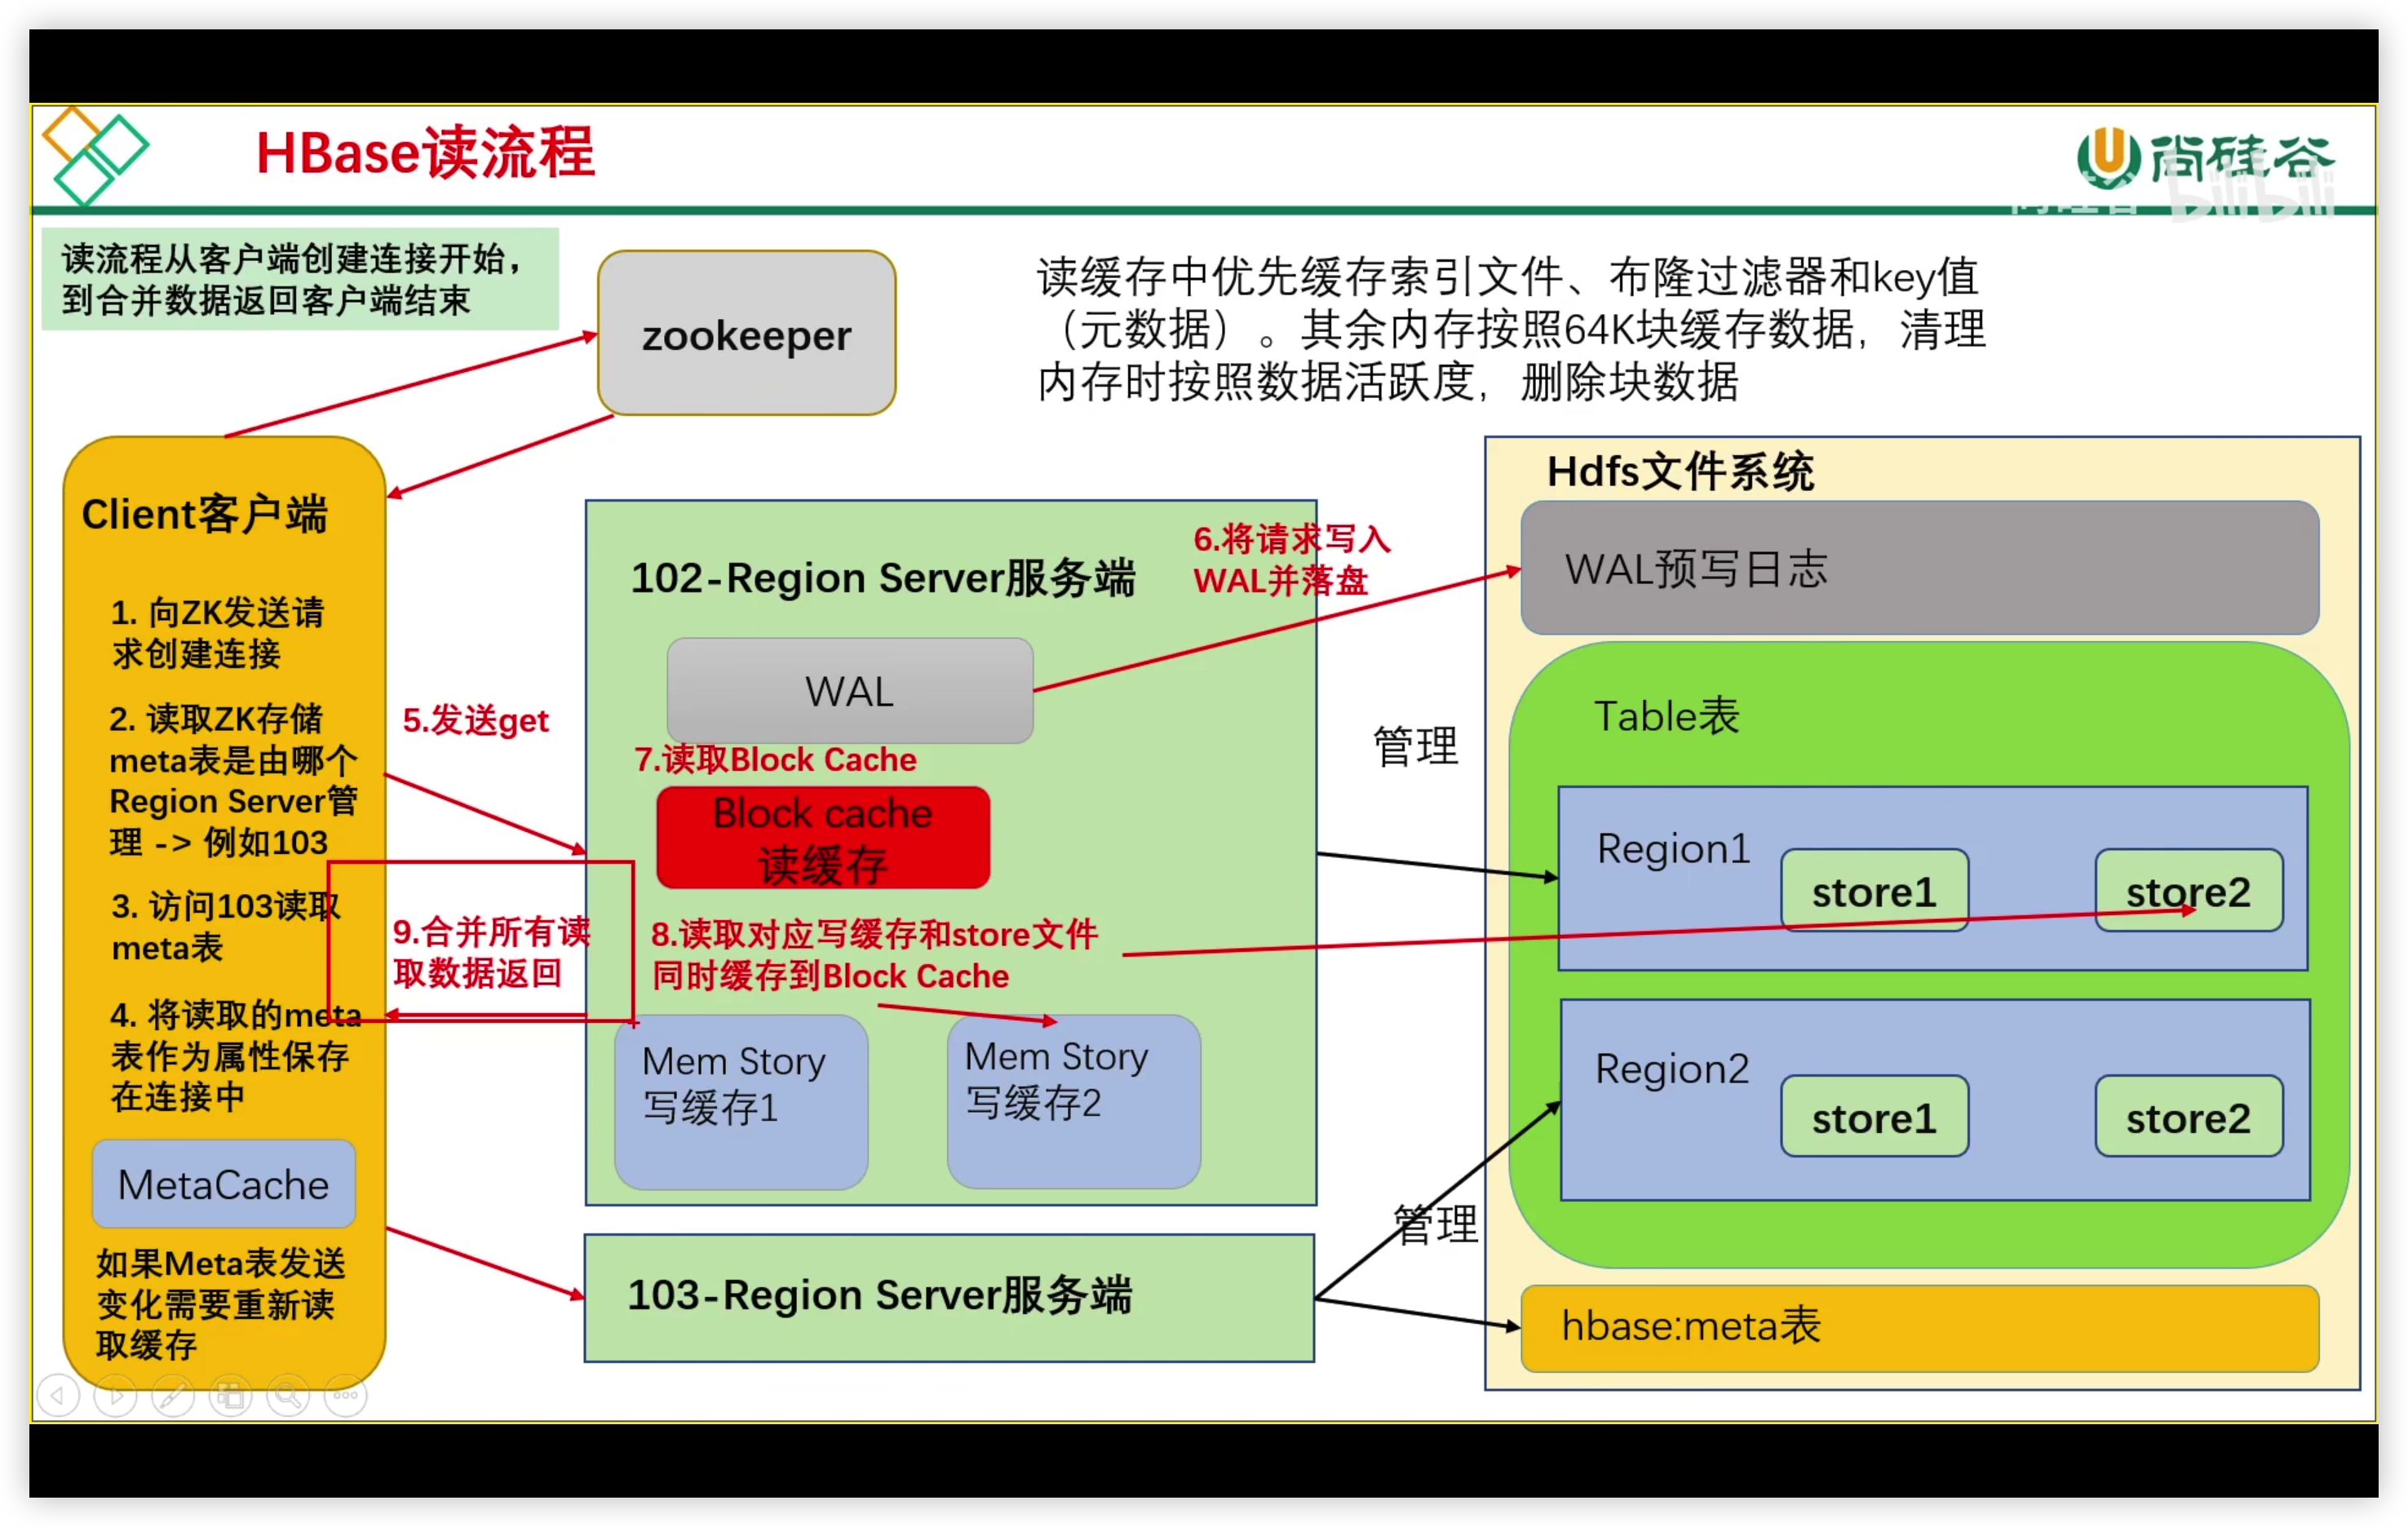 HBase读流程
尚硅谷
bilibili
读流程从客户端创建连接开始，
到合并数据返回客户端结束
zookeeper
读缓存中优先缓存索引文件、布隆过滤器和key值
（元数据）。其余内存按照64K块缓存数据，清理
内存时按照数据活跃度，删除块数据
Client客户端
1. 向ZK发送请
求创建连接
2. 读取ZK存储
meta表是由哪个
Region Server管
理 -> 例如103
3. 访问103读取
meta表
4. 将读取的meta
表作为属性保存
在连接中
MetaCache
如果Meta表发送
变化需要重新读
取缓存
5.发送get
9.合并所有读
取数据返回
102-Region Server服务端
6.将请求写入
WAL并落盘
WAL
7.读取Block Cache
Block cache
读缓存
8.读取对应写缓存和store文件
同时缓存到Block Cache
Mem Story
写缓存1
Mem Story
写缓存2
103-Region Server服务端
管理
管理
Hdfs文件系统
WAL预写日志
Table表
Region1
store1
store2
Region2
store1
store2
hbase:meta表